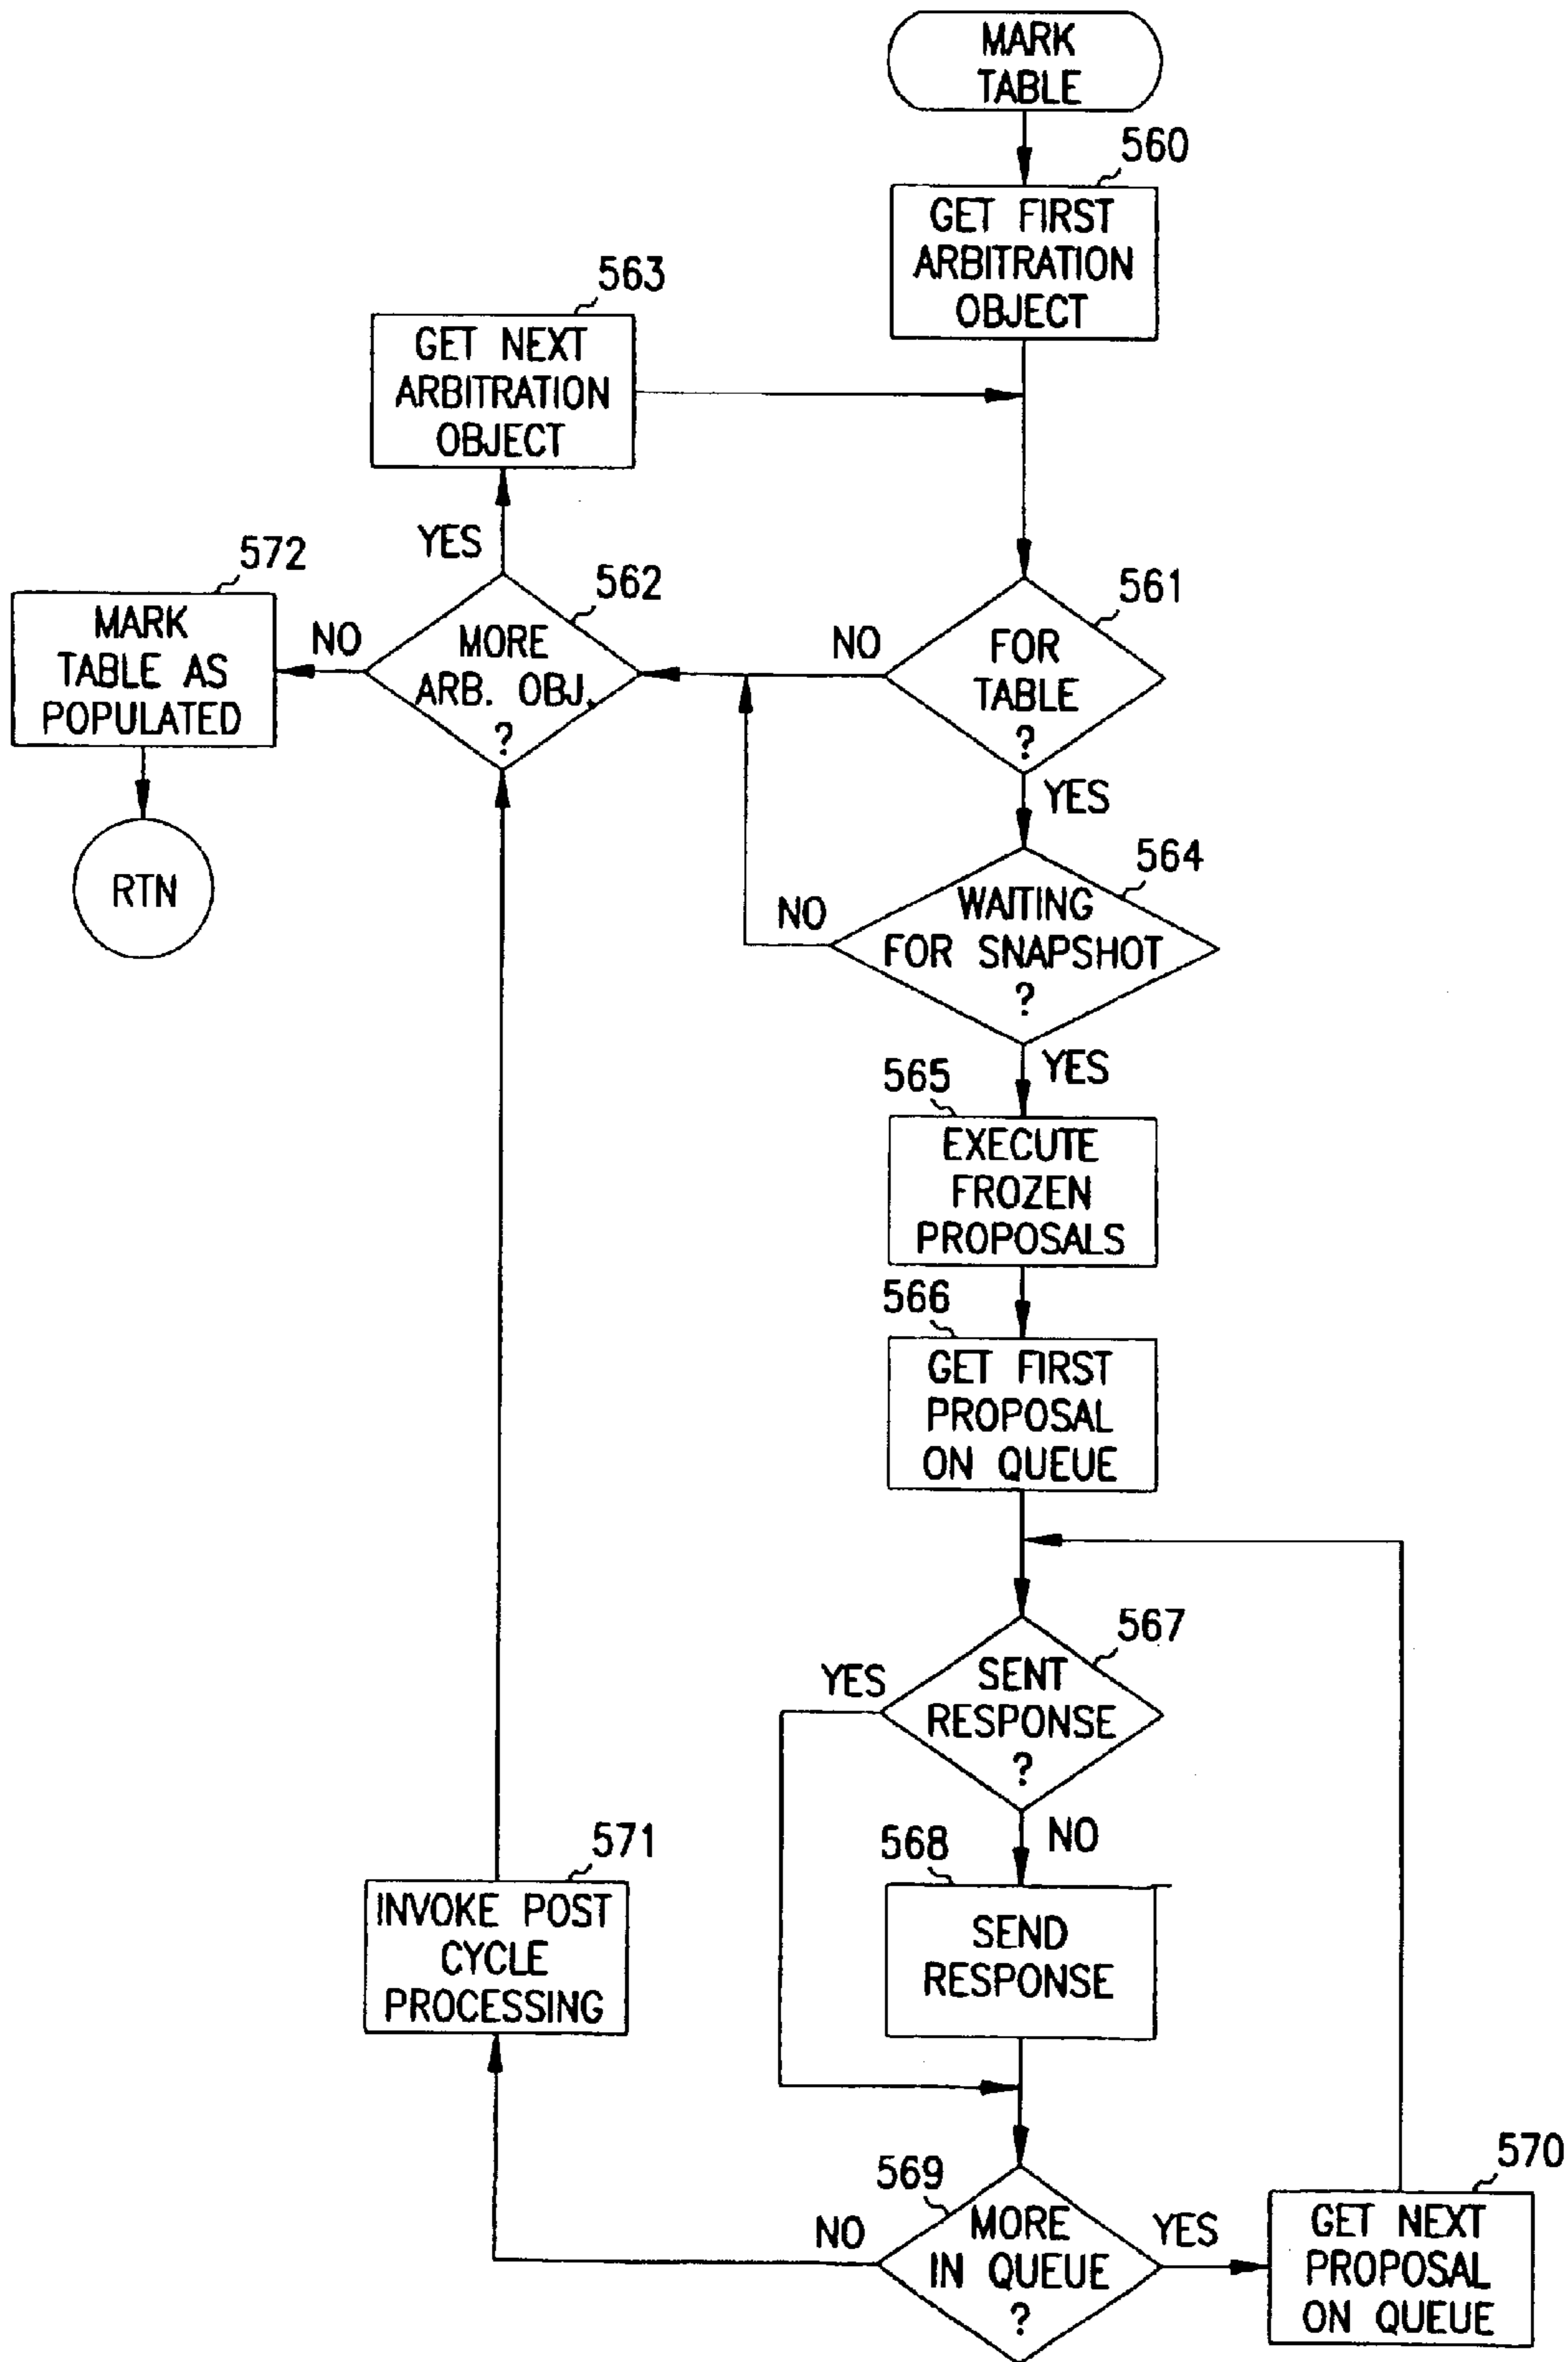 MARK
TABLE
560
GET FIRST
ARBITRATION
OBJECT
563
GET NEXT
ARBITRATION
OBJECT
YES
572
MARK
TABLE AS
POPULATED
NO
562
MORE
ARB. OBJ.
?
NO
561
FOR
TABLE
?
YES
RTN
564
WAITING
FOR SNAPSHOT
?
NO
YES
565
EXECUTE
FROZEN
PROPOSALS
566
GET FIRST
PROPOSAL
ON QUEUE
567
SENT
RESPONSE
?
YES
NO
568
SEND
RESPONSE
571
INVOKE POST
CYCLE
PROCESSING
569
MORE
IN QUEUE
?
NO
YES
570
GET NEXT
PROPOSAL
ON QUEUE